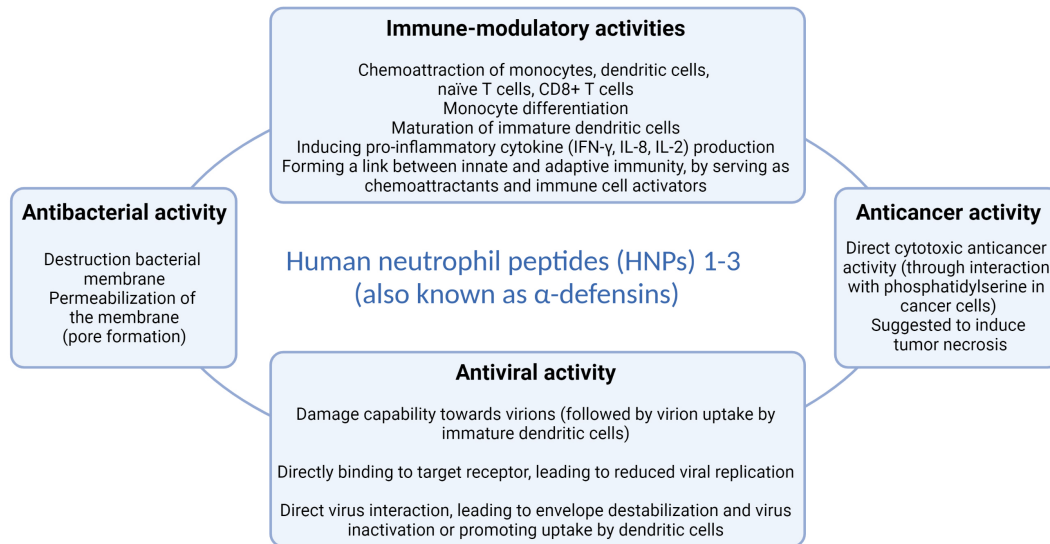 Immune-modulatory activities
Chemoattraction of monocytes, dendritic cells,
naïve T cells, CD8+ T cells
Monocyte differentiation
Maturation of immature dendritic cells
Inducing pro-inflammatory cytokine (IFN-γ, IL-8, IL-2) production
Forming a link between innate and adaptive immunity, by serving as
chemoattractants and immune cell activators
Antibacterial activity
Destruction bacterial
membrane
Permeabilization of
the membrane
(pore formation)
Human neutrophil peptides (HNPs) 1-3
(also known as α-defensins)
Anticancer activity
Direct cytotoxic anticancer
activity (through interaction
with phosphatidylserine in
cancer cells)
Suggested to induce
tumor necrosis
Antiviral activity
Damage capability towards virions (followed by virion uptake by
immature dendritic cells)
Directly binding to target receptor, leading to reduced viral replication
Direct virus interaction, leading to envelope destabilization and virus
inactivation or promoting uptake by dendritic cells